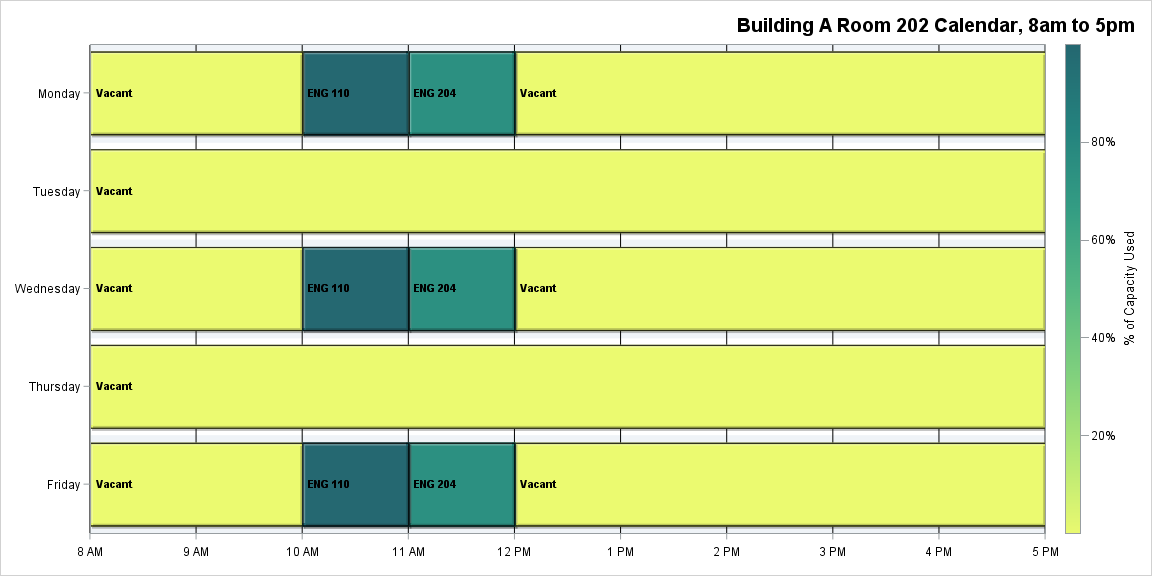 Building A Room 202 Calendar, 8am to 5pm
Monday
Vacant
ENG 110
ENG 204
Vacant
Tuesday
Vacant
Wednesday
Vacant
ENG 110
ENG 204
Vacant
Thursday
Vacant
Friday
Vacant
ENG 110
ENG 204
Vacant
8 AM
9 AM
10 AM
11 AM
12 PM
1 PM
2 PM
3 PM
4 PM
5 PM
80%
60%
40%
20%
% of Capacity Used